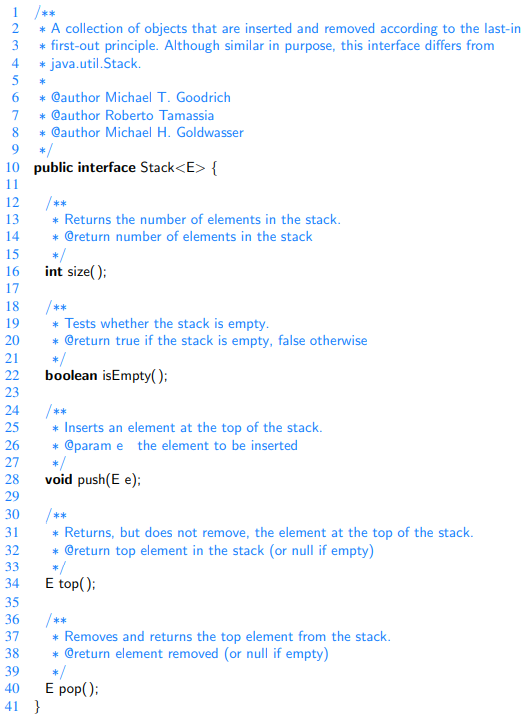 1 /**
2 * A collection of objects that are inserted and removed according to the last-in
3 * first-out principle. Although similar in purpose, this interface differs from
4 * java.util.Stack.
5 *
6 * @author Michael T. Goodrich
7 * @author Roberto Tamassia
8 * @author Michael H. Goldwasser
9 */
10 public interface Stack<E> {
11
12 /**
13 * Returns the number of elements in the stack.
14 * @return number of elements in the stack
15 */
16 int size( );
17
18 /**
19 * Tests whether the stack is empty.
20 * @return true if the stack is empty, false otherwise
21 */
22 boolean isEmpty( );
23
24 /**
25 * Inserts an element at the top of the stack.
26 * @param e the element to be inserted
27 */
28 void push(E e);
29
30 /**
31 * Returns, but does not remove, the element at the top of the stack.
32 * @return top element in the stack (or null if empty)
33 */
34 E top( );
35
36 /**
37 * Removes and returns the top element from the stack.
38 * @return element removed (or null if empty)
39 */
40 E pop( );
41 }